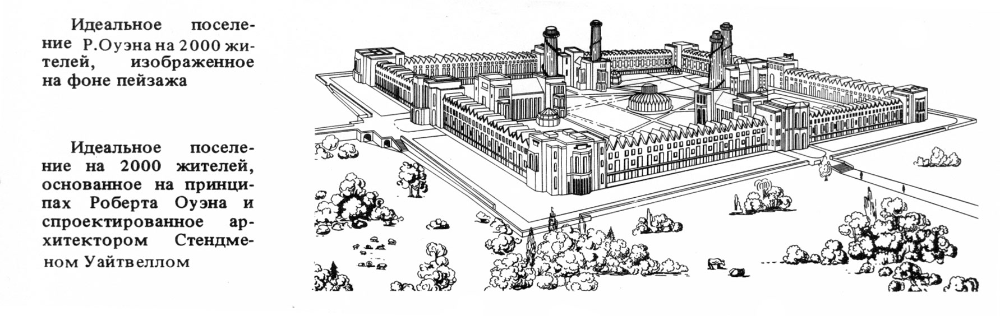 Идеальное поселе-
ние Р.Оуэна на 2000 жи-
телей, изображенное
на фоне пейзажа
Идеальное поселе-
ние на 2000 жителей,
основанное на принци-
пах Роберта Оуэна и
спроектированное ар-
хитектором Стендме-
ном Уайтвеллом